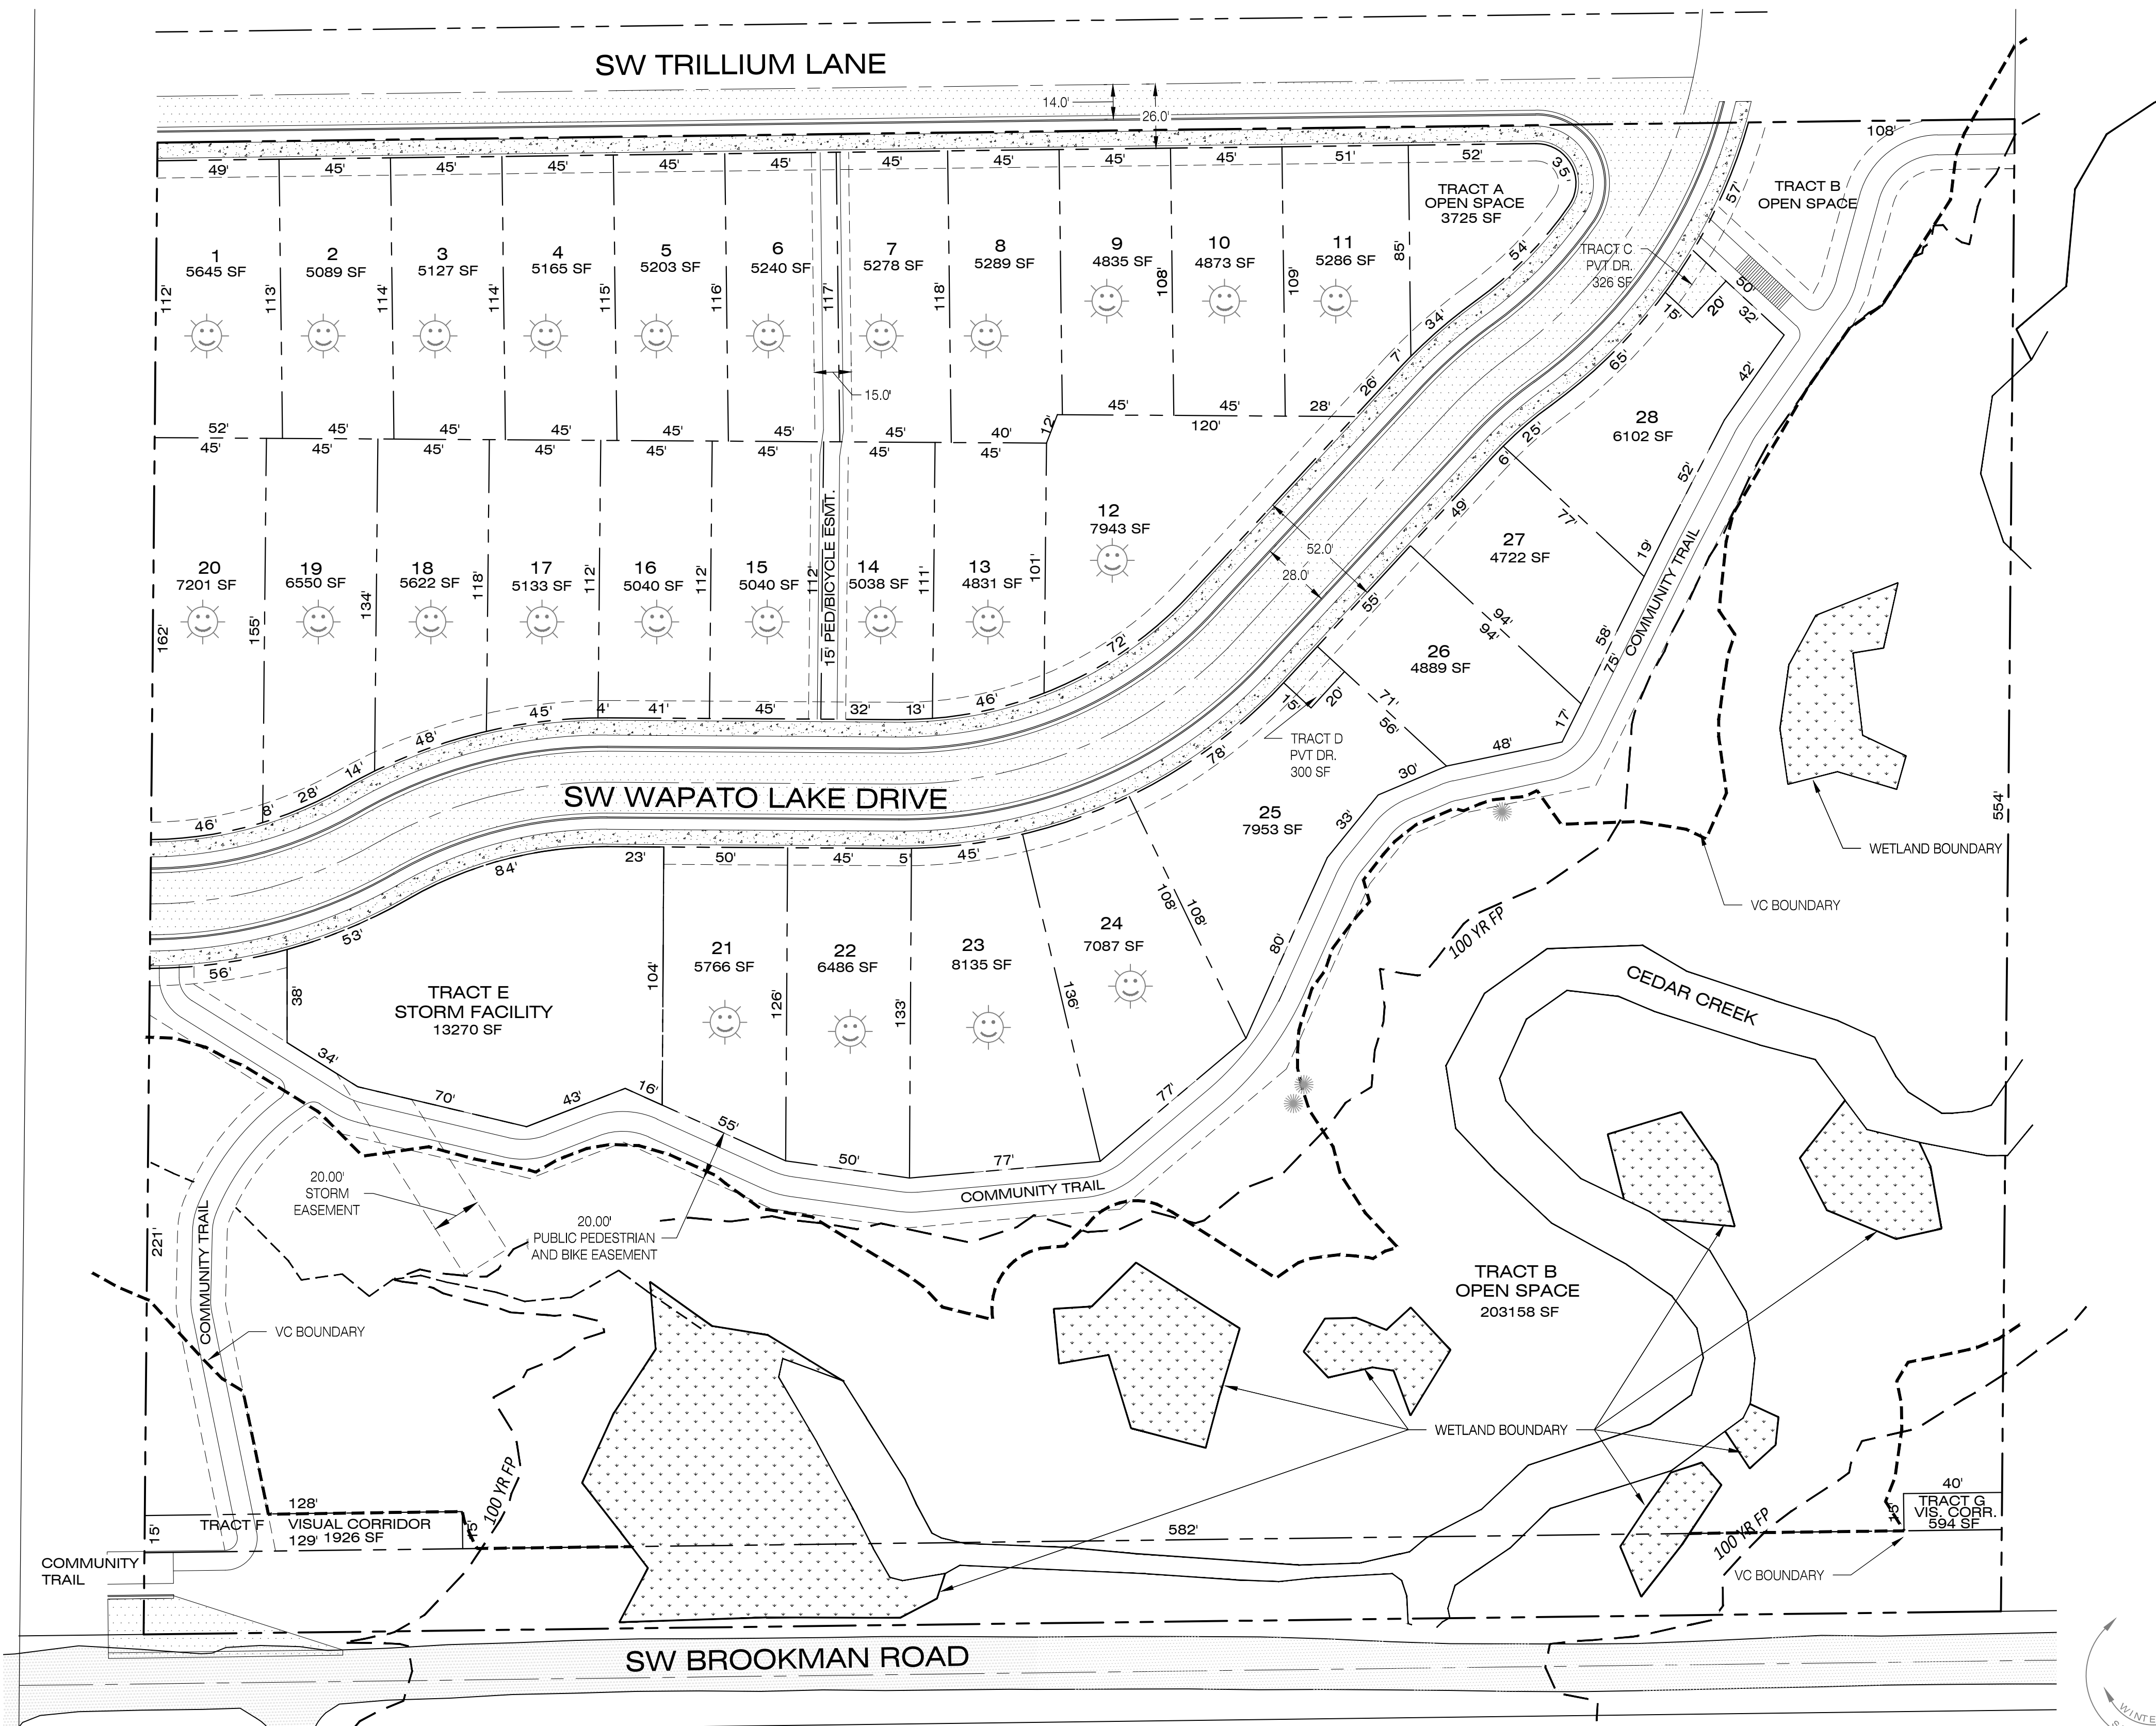 SW TRILLIUM LANE
14.0'
26.0'
108'
49'
45'
45'
45'
45'
45'
45'
45'
45'
45'
51'
52'
35'
57'
TRACT A
OPEN SPACE
3725 SF
TRACT B
OPEN SPACE
1
5645 SF
2
5089 SF
3
5127 SF
4
5165 SF
5
5203 SF
6
5240 SF
7
5278 SF
8
5289 SF
9
4835 SF
10
4873 SF
11
5286 SF
112'
113'
114'
114'
115'
116'
117'
118'
108'
109'
85'
54'
34'
7'
26'
TRACT C
PVT DR.
326 SF
50'
15'
20'
32'
65'
42'
15.0'
52'
45'
45'
45'
45'
45'
45'
40'
12'
45'
45'
28'
120'
45'
45'
45'
45'
45'
45'
45'
45'
28
6102 SF
25'
6'
52'
12
7943 SF
20
7201 SF
19
6550 SF
18
5622 SF
17
5133 SF
16
5040 SF
15
5040 SF
14
5038 SF
13
4831 SF
162'
155'
134'
118'
112'
112'
112'
15' PED/BICYCLE ESMT.
111'
101'
52.0'
28.0'
49'
77'
27
4722 SF
19'
COMMUNITY TRAIL
55'
94'
94'
58'
75'
26
4889 SF
72'
46'
13'
32'
45'
41'
4'
45'
48'
14'
28'
8'
46'
15'
20'
71'
56'
17'
48'
30'
TRACT D
PVT DR.
300 SF
78'
SW WAPATO LAKE DRIVE
25
7953 SF
33'
554'
WETLAND BOUNDARY
VC BOUNDARY
84'
23'
50'
45'
5'
45'
53'
56'
108'
108'
80'
100 YR FP
38'
TRACT E
STORM FACILITY
13270 SF
104'
21
5766 SF
22
6486 SF
23
8135 SF
24
7087 SF
126'
133'
136'
CEDAR CREEK
34'
70'
43'
16'
55'
50'
77'
77'
COMMUNITY TRAIL
20.00'
STORM
EASEMENT
20.00'
PUBLIC PEDESTRIAN
AND BIKE EASEMENT
221'
COMMUNITY TRAIL
VC BOUNDARY
TRACT B
OPEN SPACE
203158 SF
WETLAND BOUNDARY
100 YR FP
128'
TRACT F
VISUAL CORRIDOR
129'
1926 SF
15'
15'
582'
40'
TRACT G
VIS. CORR.
594 SF
15'
100 YR FP
VC BOUNDARY
COMMUNITY
TRAIL
SW BROOKMAN ROAD